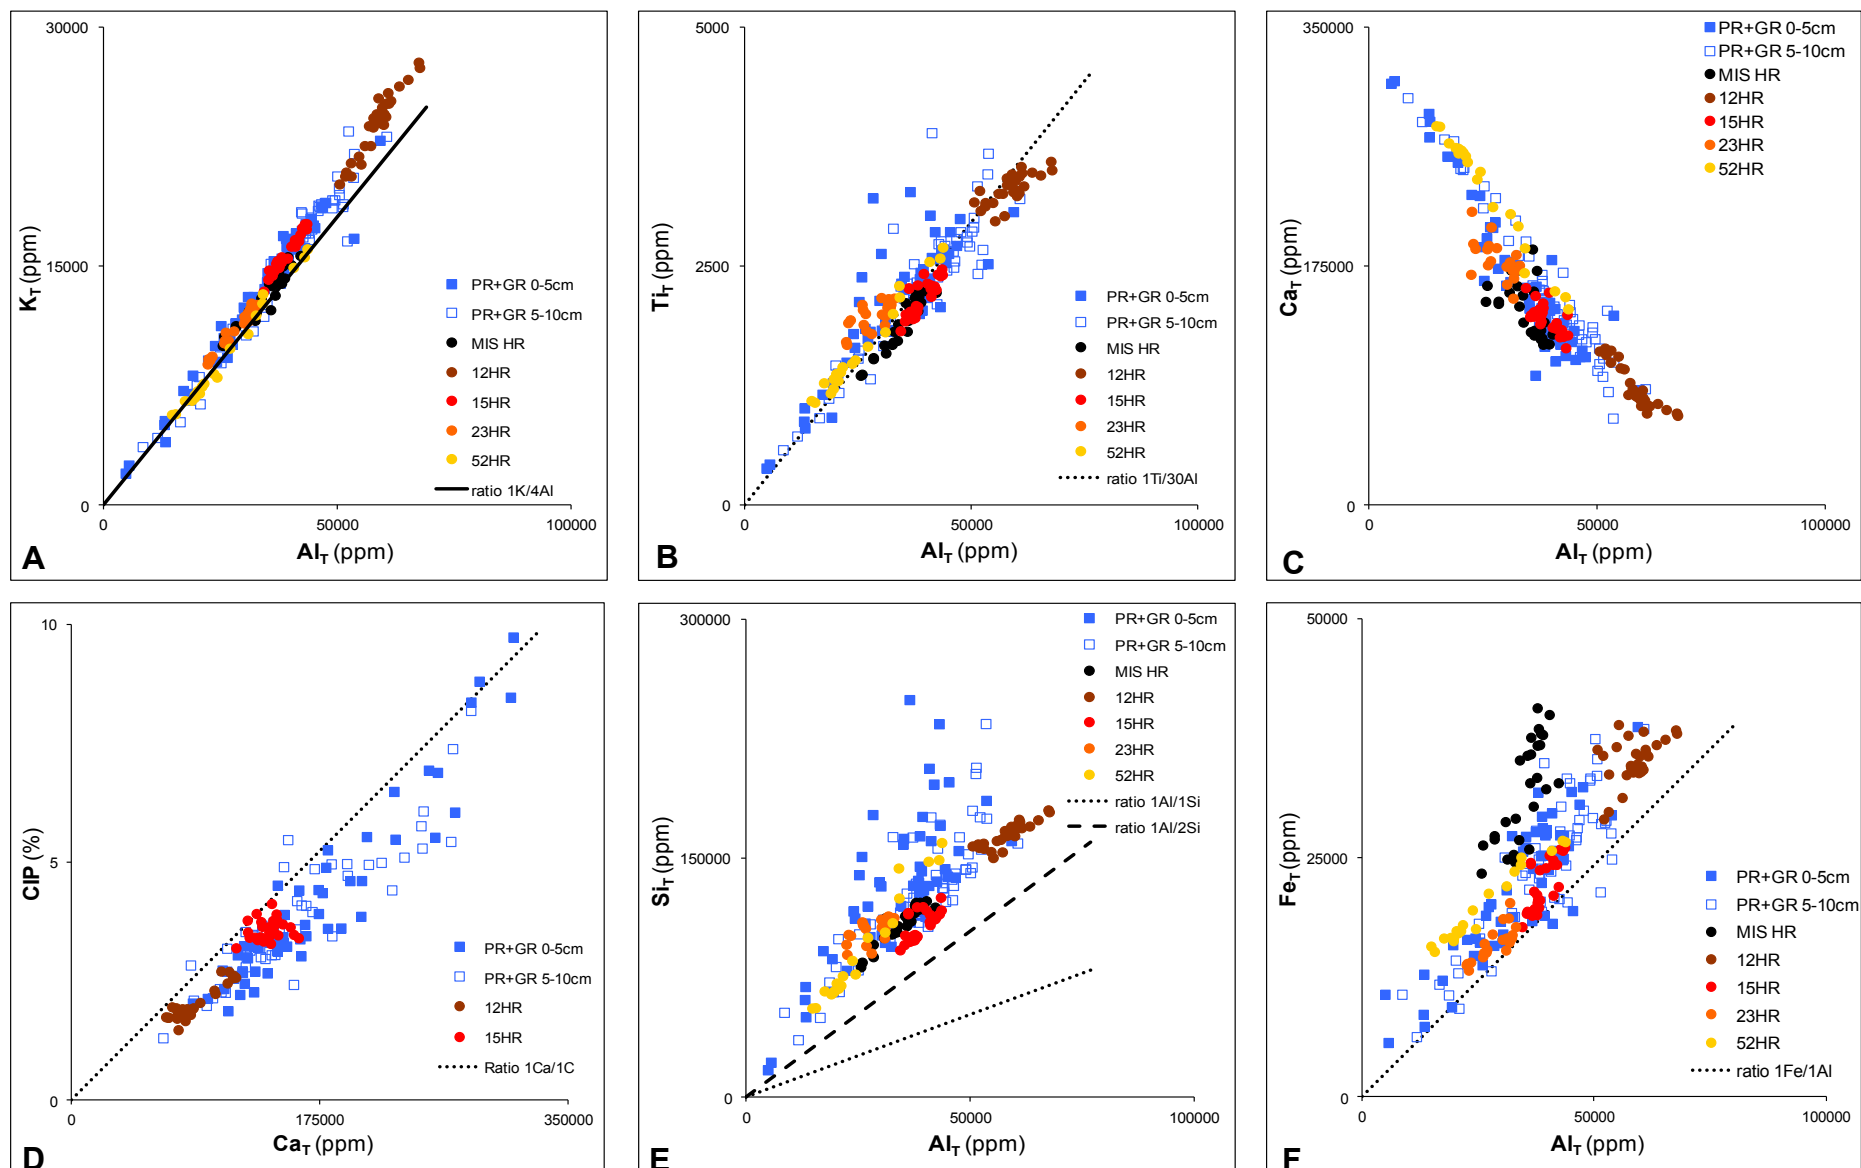 30000
15000
0
0
50000
100000
K_T (ppm)
Al_T (ppm)
PR+GR 0-5cm
PR+GR 5-10cm
MIS HR
12HR
15HR
23HR
52HR
ratio 1K/4Al
A
5000
2500
0
0
50000
100000
Ti_T (ppm)
Al_T (ppm)
PR+GR 0-5cm
PR+GR 5-10cm
MIS HR
12HR
15HR
23HR
52HR
ratio 1Ti/30Al
B
350000
175000
0
0
50000
100000
Ca_T (ppm)
Al_T (ppm)
PR+GR 0-5cm
PR+GR 5-10cm
MIS HR
12HR
15HR
23HR
52HR
C
10
5
0
0
175000
350000
CIP (%)
Ca_T (ppm)
PR+GR 0-5cm
PR+GR 5-10cm
12HR
15HR
Ratio 1Ca/1C
D
300000
150000
0
0
50000
100000
Si_T (ppm)
Al_T (ppm)
PR+GR 0-5cm
PR+GR 5-10cm
MIS HR
12HR
15HR
23HR
52HR
ratio 1Al/1Si
ratio 1Al/2Si
E
50000
25000
0
0
50000
100000
Fe_T (ppm)
Al_T (ppm)
PR+GR 0-5cm
PR+GR 5-10cm
MIS HR
12HR
15HR
23HR
52HR
ratio 1Fe/1Al
F